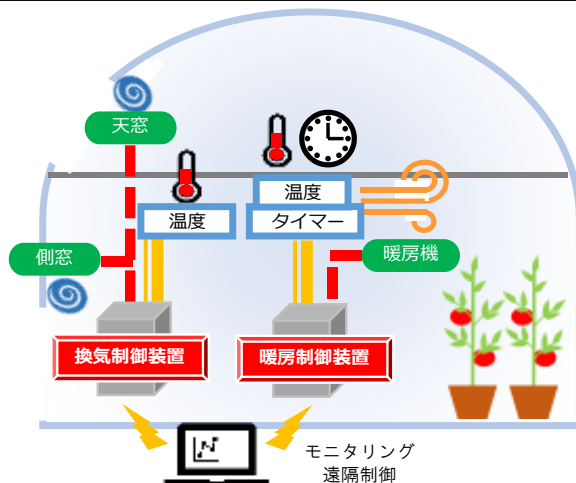 天窓
温度
温度
タイマー
側窓
暖房機
換気制御装置
暖房制御装置
モニタリング
遠隔制御